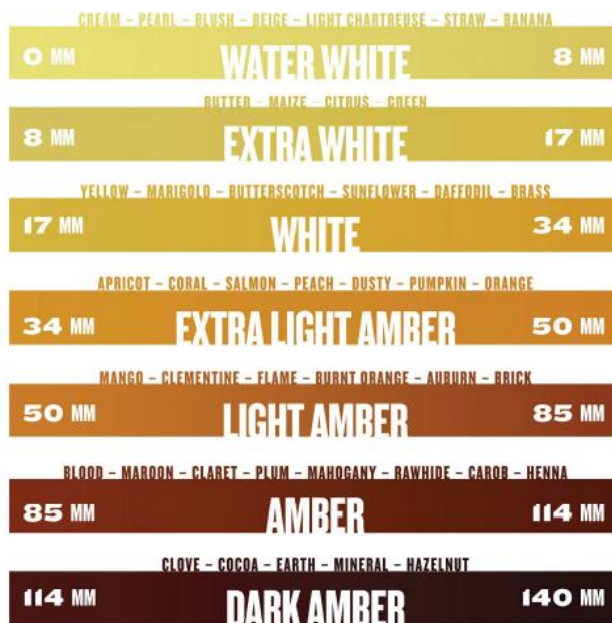 CREAM – PEARL – BLUSH – BEIGE – LIGHT CHARTREUSE – STRAW – BANANA
0 MM WATER WHITE 8 MM
BUTTER – MAIZE – CITRUS – GREEN
8 MM EXTRA WHITE 17 MM
YELLOW – MARIGOLD – BUTTERSCOTCH – SUNFLOWER – DAFFODIL – BRASS
17 MM WHITE 34 MM
APRICOT – CORAL – SALMON – PEACH – DUSTY – PUMPKIN – ORANGE
34 MM EXTRA LIGHT AMBER 50 MM
MANGO – CLEMENTINE – FLAME – BURNT ORANGE – AUBURN – BRICK
50 MM LIGHT AMBER 85 MM
BLOOD – MAROON – CLARET – PLUM – MAHOGANY – RAWHIDE – CAROB – HENNA
85 MM AMBER 114 MM
CLOVE – COCOA – EARTH – MINERAL – HAZELNUT
114 MM DARK AMBER 140 MM